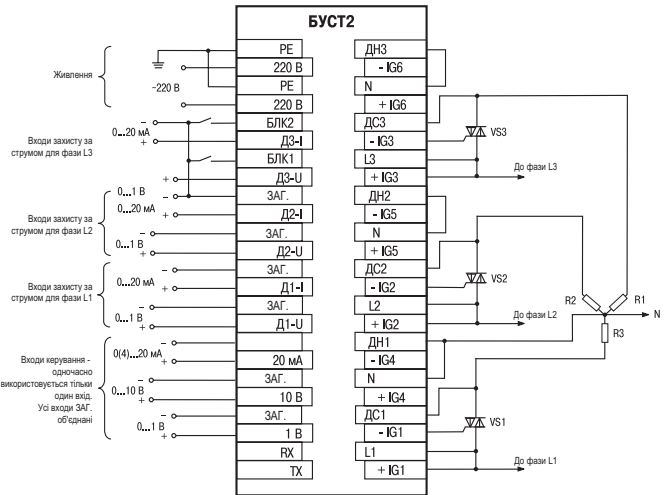 БУСТ2
Живлення
~220 В
Входи захисту за
струмом для фази L3
0...20 мА
–
+
+
0...1 В
–
Входи захисту за
струмом для фази L2
0...20 мА
+
–
0...1 В
+
Входи захисту за
струмом для фази L1
–
0...20 мА
+
–
0...1 В
+
Входи керування -
одночасно
використовується тільки
один вхід.
Усі входи ЗАГ.
об'єднані
–
0(4)...20 мА
+
–
0...10 В
+
–
0...1 В
+
PE
220 В
PE
220 В
БЛК2
Д3-I
БЛК1
Д3-U
ЗАГ.
Д2-I
ЗАГ.
Д2-U
ЗАГ.
Д1-I
ЗАГ.
Д1-U
20 мА
ЗАГ.
10 В
ЗАГ.
1 В
RX
TX
ДН3
- IG6
N
+ IG6
ДС3
- IG3
L3
+ IG3
ДН2
- IG5
N
+ IG5
ДС2
- IG2
L2
+ IG2
ДН1
- IG4
N
+ IG4
ДС1
- IG1
L1
+ IG1
VS3
До фази L3
VS2
До фази L2
VS1
До фази L1
R2
R1
R3
N